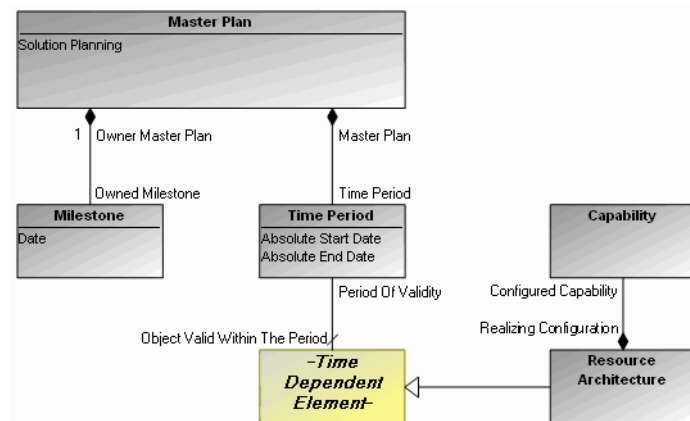 Master Plan
Solution Planning
1 Owner Master Plan
Master Plan
Owned Milestone
Time Period
Milestone
Date
Time Period
Absolute Start Date
Absolute End Date
Capability
Period Of Validity
Configured Capability
Object Valid Within The Period
Realizing Configuration
-Time
Dependent
Element-
Resource
Architecture